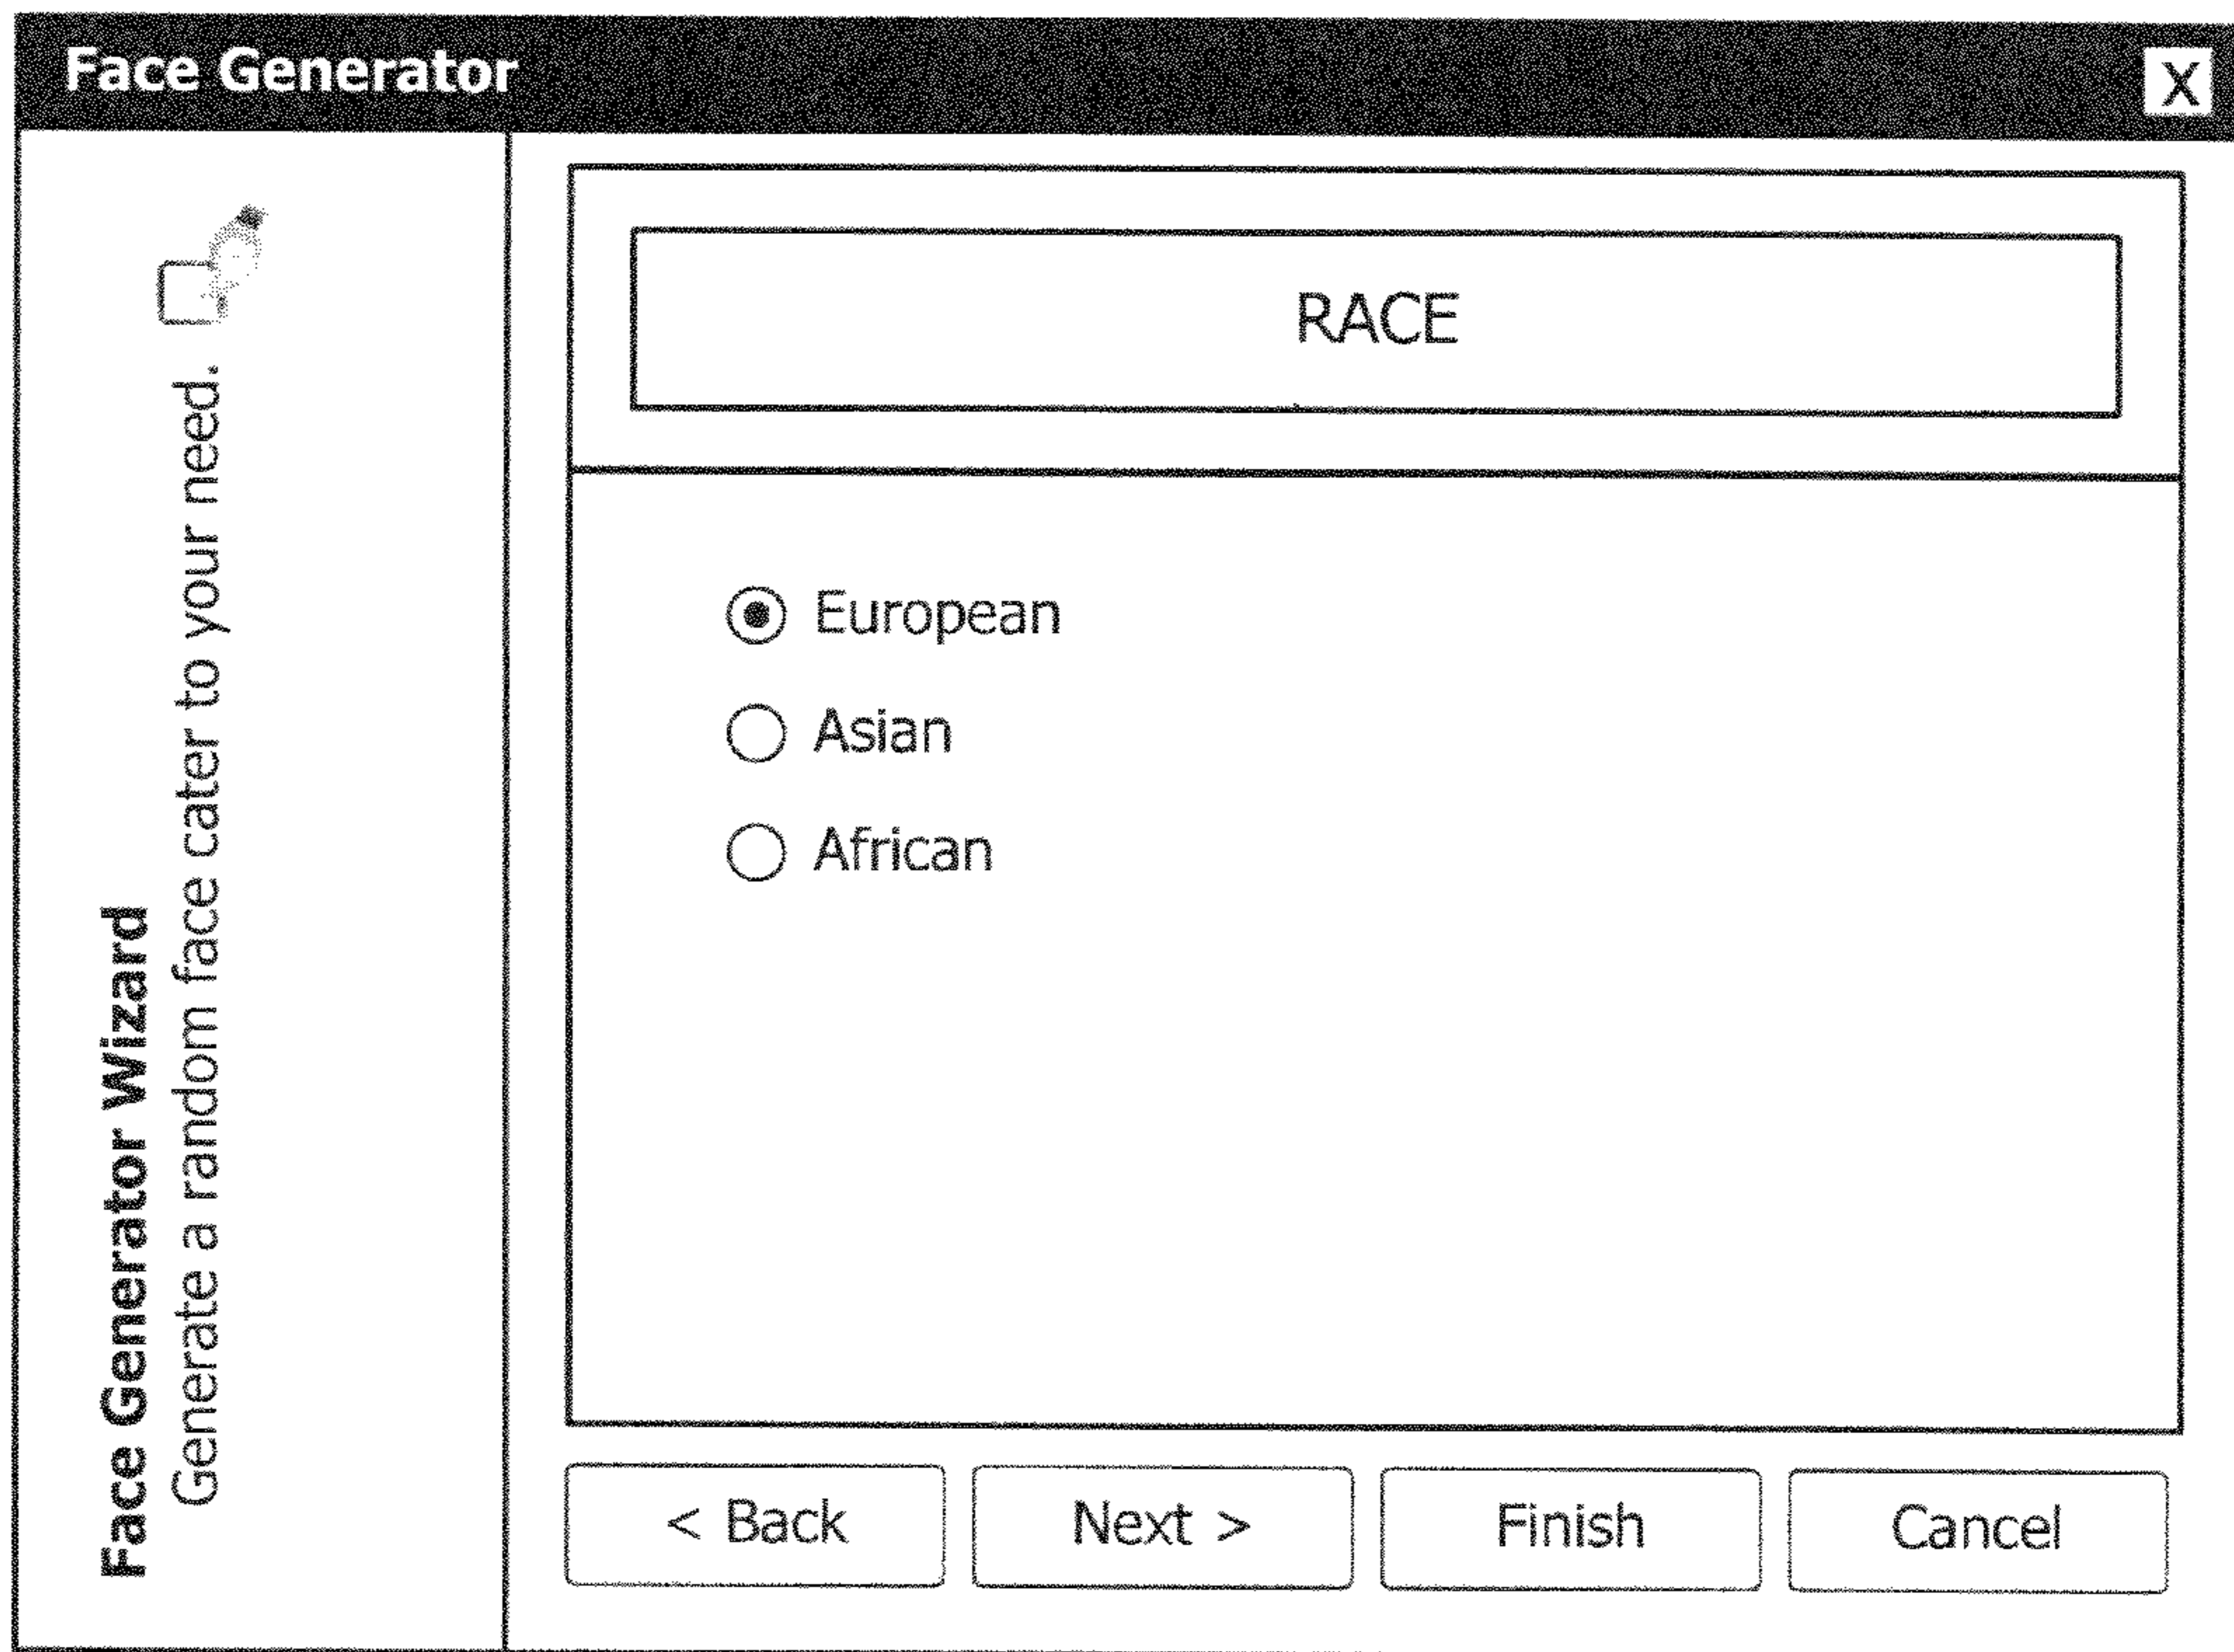 Face Generator
X
Face Generator Wizard
Generate a random face cater to your need.
RACE
European
Asian
African
< Back
Next >
Finish
Cancel